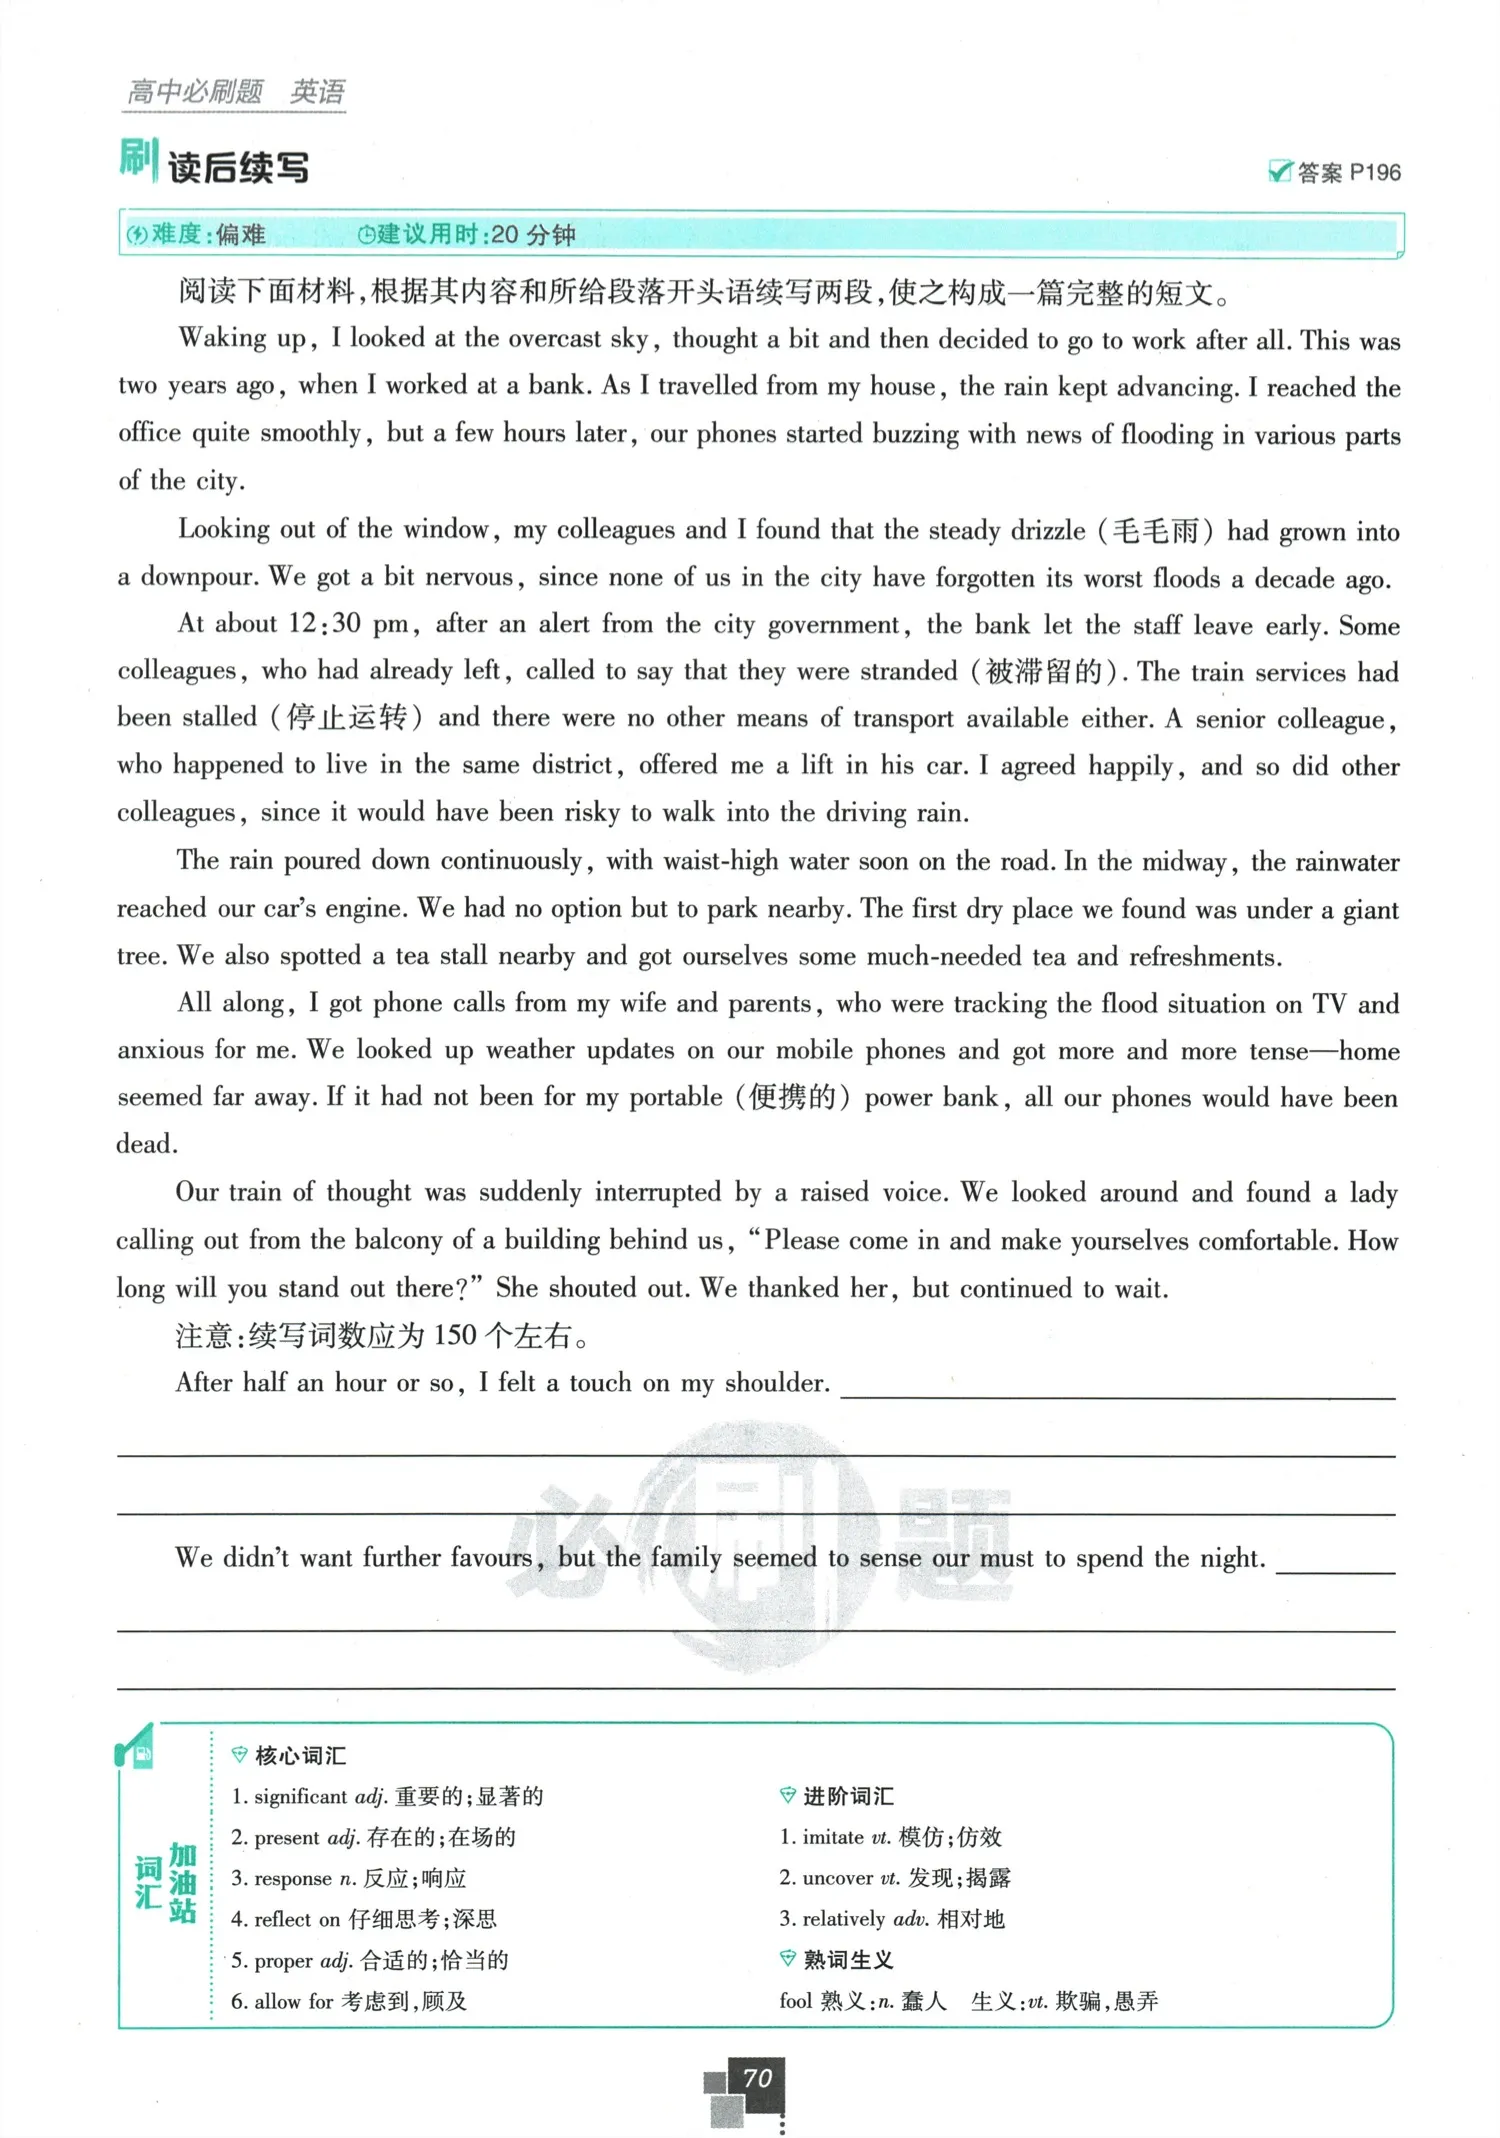 高中必刷题 英语
刷 读后续写
答案 P196
难度:偏难 建议用时:20 分钟
阅读下面材料,根据其内容和所给段落开头语续写两段,使之构成一篇完整的短文。
Waking up, I looked at the overcast sky, thought a bit and then decided to go to work after all. This was
two years ago, when I worked at a bank. As I travelled from my house, the rain kept advancing. I reached the
office quite smoothly, but a few hours later, our phones started buzzing with news of flooding in various parts
of the city.
Looking out of the window, my colleagues and I found that the steady drizzle (毛毛雨) had grown into
a downpour. We got a bit nervous, since none of us in the city have forgotten its worst floods a decade ago.
At about 12:30 pm, after an alert from the city government, the bank let the staff leave early. Some
colleagues, who had already left, called to say that they were stranded (被滞留的). The train services had
been stalled (停止运转) and there were no other means of transport available either. A senior colleague,
who happened to live in the same district, offered me a lift in his car. I agreed happily, and so did other
colleagues, since it would have been risky to walk into the driving rain.
The rain poured down continuously, with waist-high water soon on the road. In the midway, the rainwater
reached our car's engine. We had no option but to park nearby. The first dry place we found was under a giant
tree. We also spotted a tea stall nearby and got ourselves some much-needed tea and refreshments.
All along, I got phone calls from my wife and parents, who were tracking the flood situation on TV and
anxious for me. We looked up weather updates on our mobile phones and got more and more tense—home
seemed far away. If it had not been for my portable (便携的) power bank, all our phones would have been
dead.
Our train of thought was suddenly interrupted by a raised voice. We looked around and found a lady
calling out from the balcony of a building behind us, “Please come in and make yourselves comfortable. How
long will you stand out there?” She shouted out. We thanked her, but continued to wait.
注意:续写词数应为 150 个左右。
After half an hour or so, I felt a touch on my shoulder.
必刷题
We didn't want further favours, but the family seemed to sense our must to spend the night.
词汇加油站
核心词汇
1. significant adj. 重要的;显著的
2. present adj. 存在的;在场的
3. response n. 反应;响应
4. reflect on 仔细思考;深思
5. proper adj. 合适的;恰当的
6. allow for 考虑到,顾及
进阶词汇
1. imitate vt. 模仿;仿效
2. uncover vt. 发现;揭露
3. relatively adv. 相对地
熟词生义
fool 熟义:n. 蠢人 生义:vt. 欺骗,愚弄
70